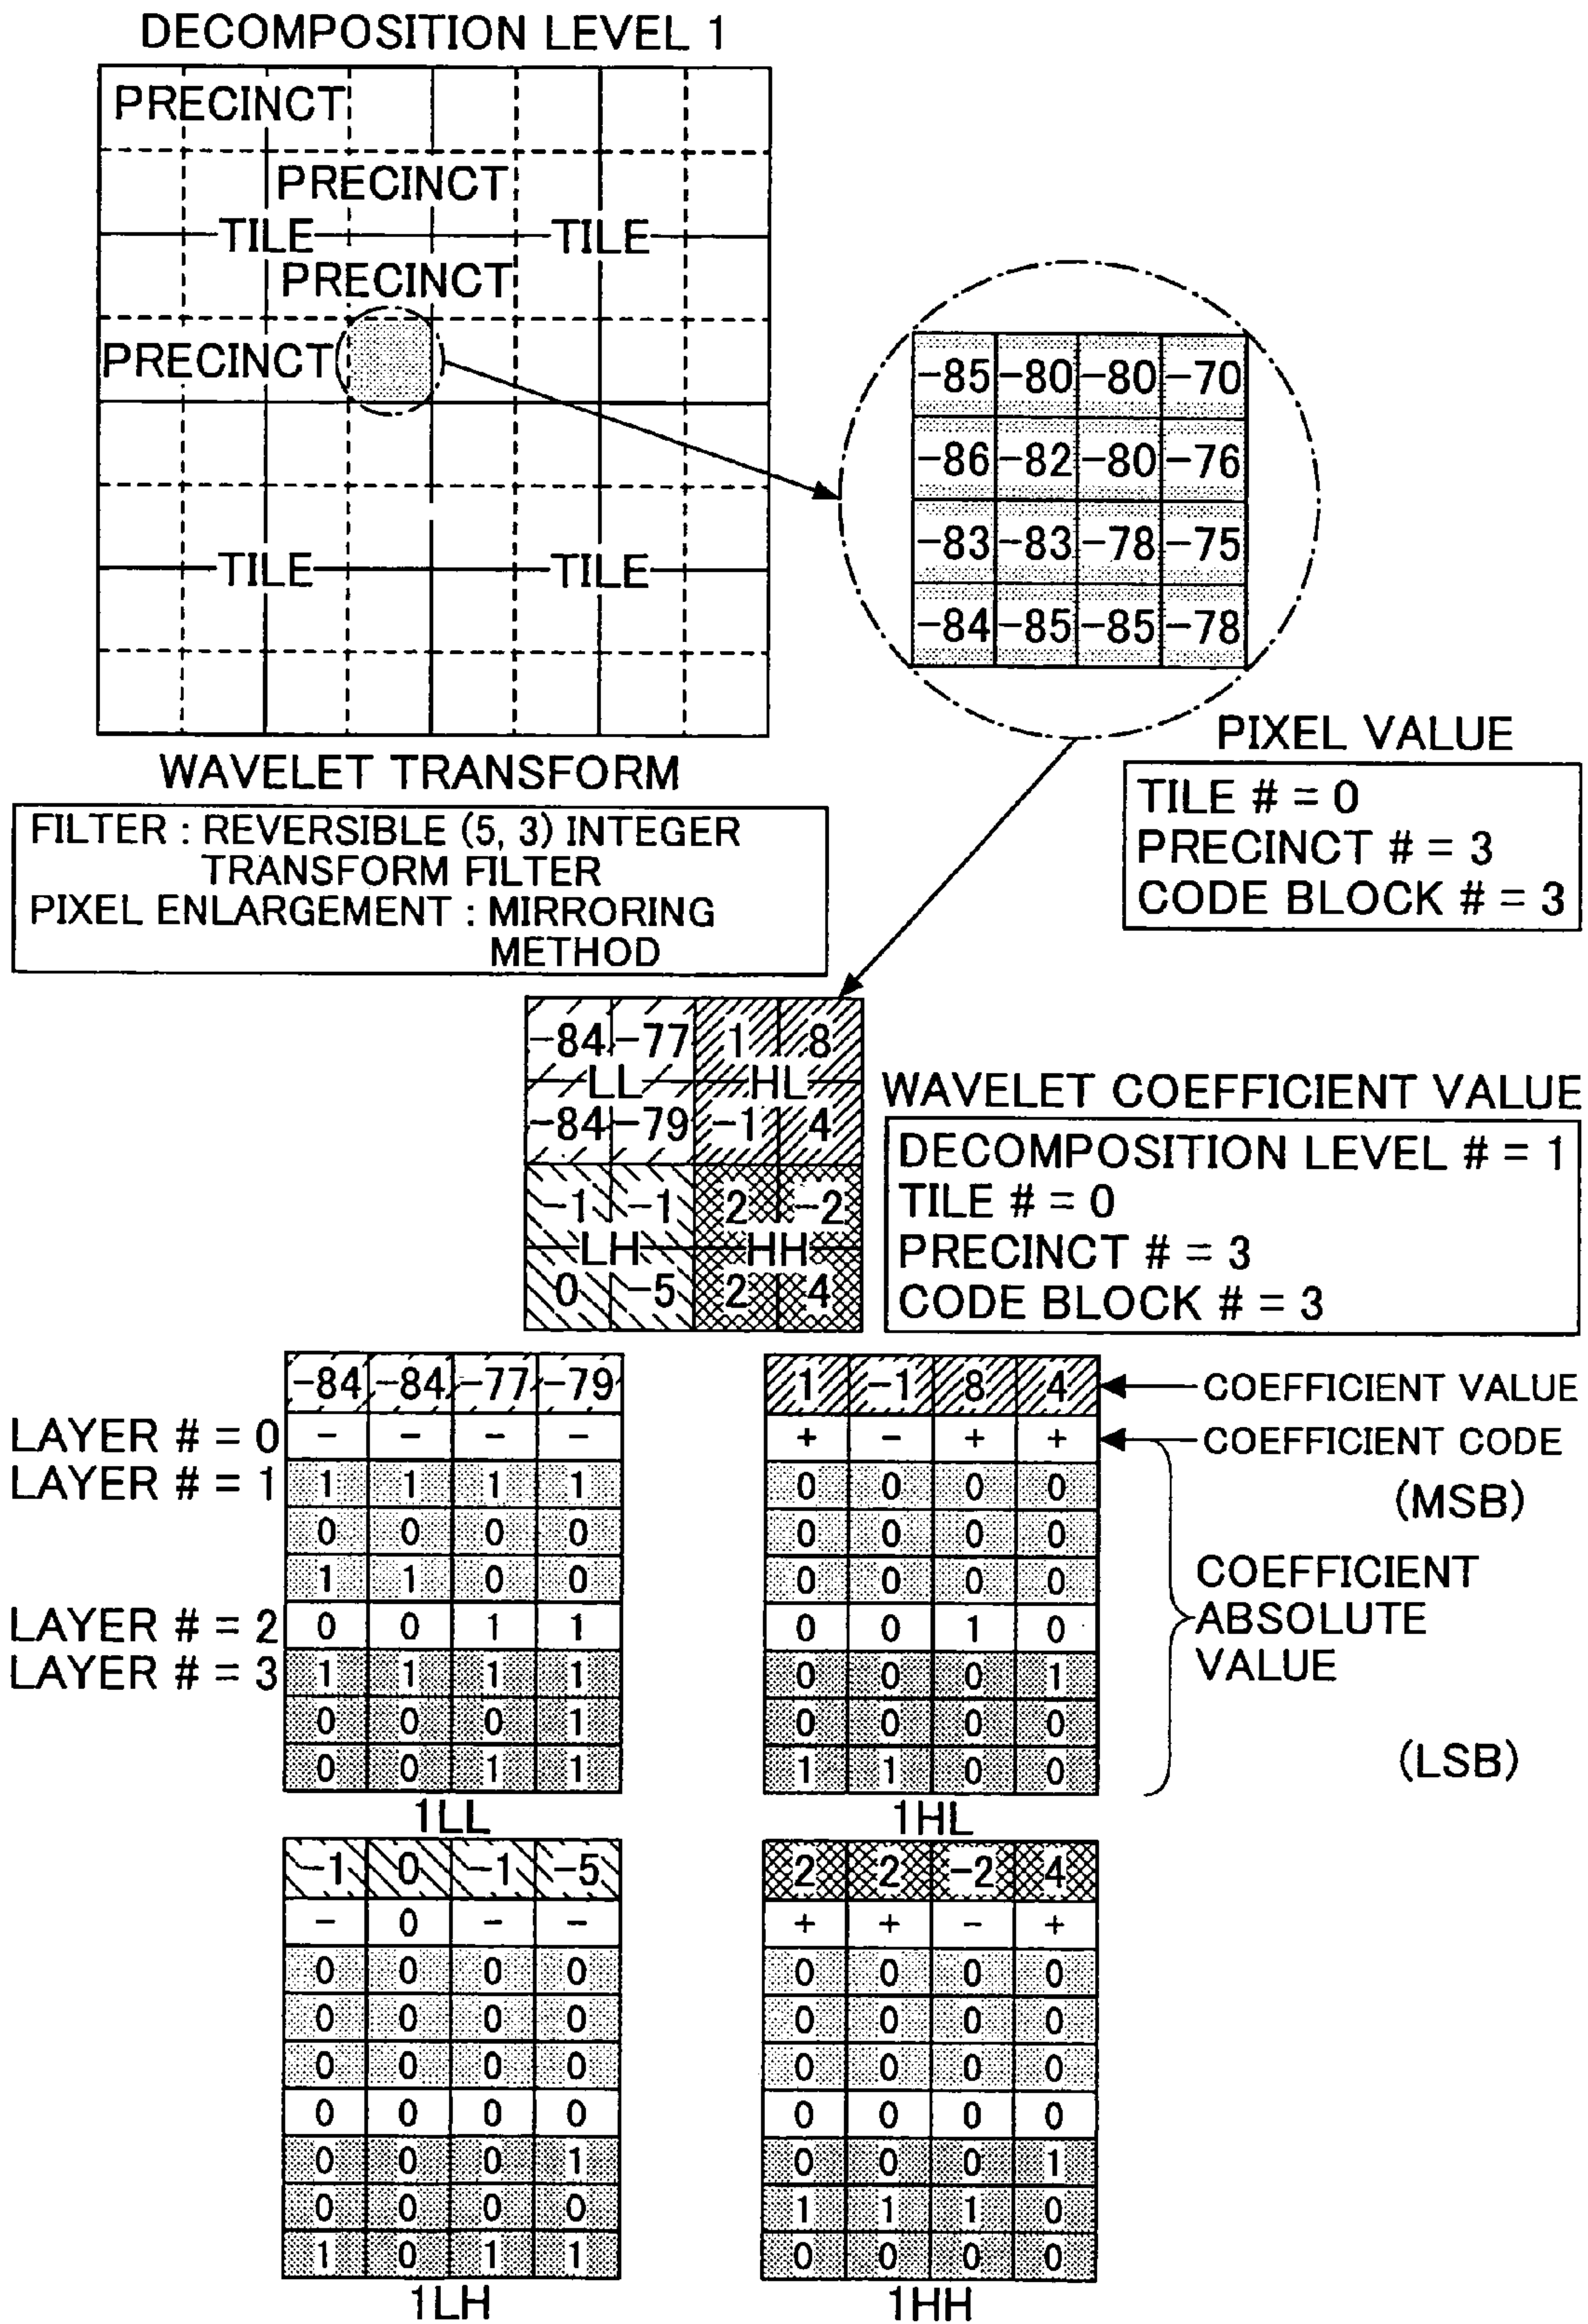 DECOMPOSITION LEVEL 1
PRECINCT
PRECINCT
TILE TILE
PRECINCT
PRECINCT
TILE TILE
-85 -80 -80 -70
-86 -82 -80 -76
-83 -83 -78 -75
-84 -85 -85 -78
PIXEL VALUE
TILE # = 0
PRECINCT # = 3
CODE BLOCK # = 3
WAVELET TRANSFORM
FILTER : REVERSIBLE (5, 3) INTEGER
TRANSFORM FILTER
PIXEL ENLARGEMENT : MIRRORING
METHOD
-84 -77 1 8
LL HL
-84 -79 -1 4
-1 -1 2 -2
LH HH
0 -5 2 4
WAVELET COEFFICIENT VALUE
DECOMPOSITION LEVEL # = 1
TILE # = 0
PRECINCT # = 3
CODE BLOCK # = 3
-84 -84 -77 -79
LAYER # = 0 - - - -
LAYER # = 1 1 1 1 1
0 0 0 0
1 1 0 0
LAYER # = 2 0 0 1 1
LAYER # = 3 1 1 1 1
0 0 0 1
0 0 1 1
1LL
1 -1 8 4 COEFFICIENT VALUE
+ - + + COEFFICIENT CODE
0 0 0 0 (MSB)
0 0 0 0
0 0 0 0
0 0 1 0
0 0 0 1
0 0 0 0
1 1 0 0 (LSB)
COEFFICIENT
ABSOLUTE
VALUE
1HL
-1 0 -1 -5
- 0 - -
0 0 0 0
0 0 0 0
0 0 0 0
0 0 0 0
0 0 0 1
0 0 0 0
1 0 1 1
1LH
2 2 -2 4
+ + - +
0 0 0 0
0 0 0 0
0 0 0 0
0 0 0 0
0 0 0 1
1 1 1 0
0 0 0 0
1HH